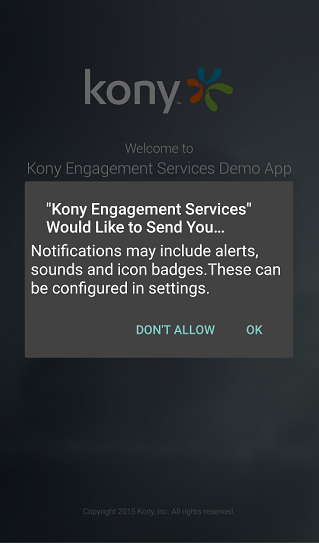 kony
Welcome to
Kony Engagement Services Demo App
"Kony Engagement Services"
Would Like to Send You...
Notifications may include alerts,
sounds and icon badges.These can
be configured in settings.
DON'T ALLOW OK
Copyright 2015 Kony, Inc. All rights reserved.